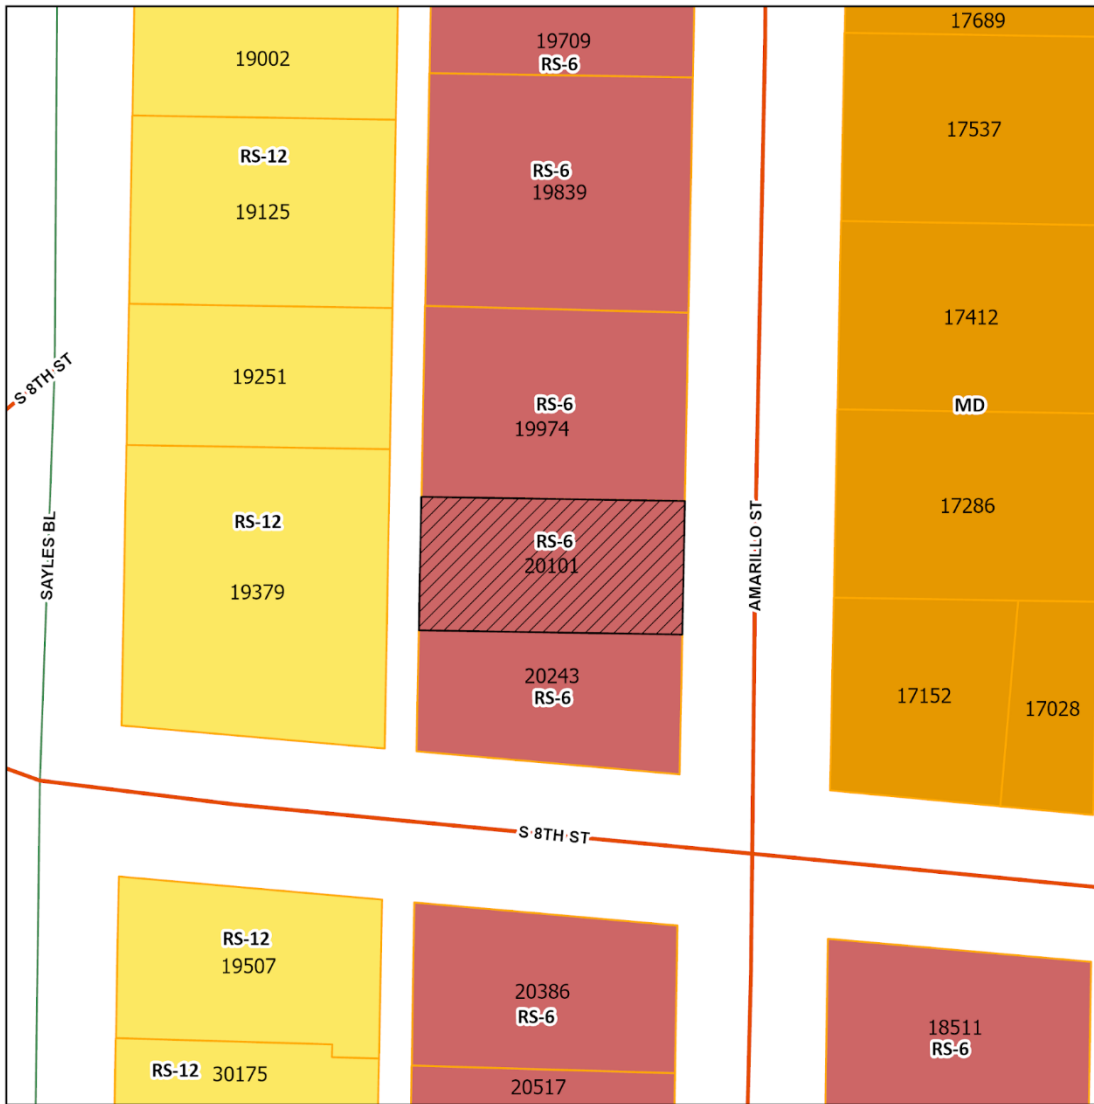 17689
19709
RS-6
19002
17537
RS-12
RS-6
19839
19125
17412
S 8TH ST
19251
RS-6
19974
MD
17286
RS-12
RS-6
20101
SAYLES BL
AMARILLO ST
19379
20243
RS-6
17152
17028
S 8TH ST
RS-12
19507
20386
RS-6
18511
RS-6
RS-12 30175
20517